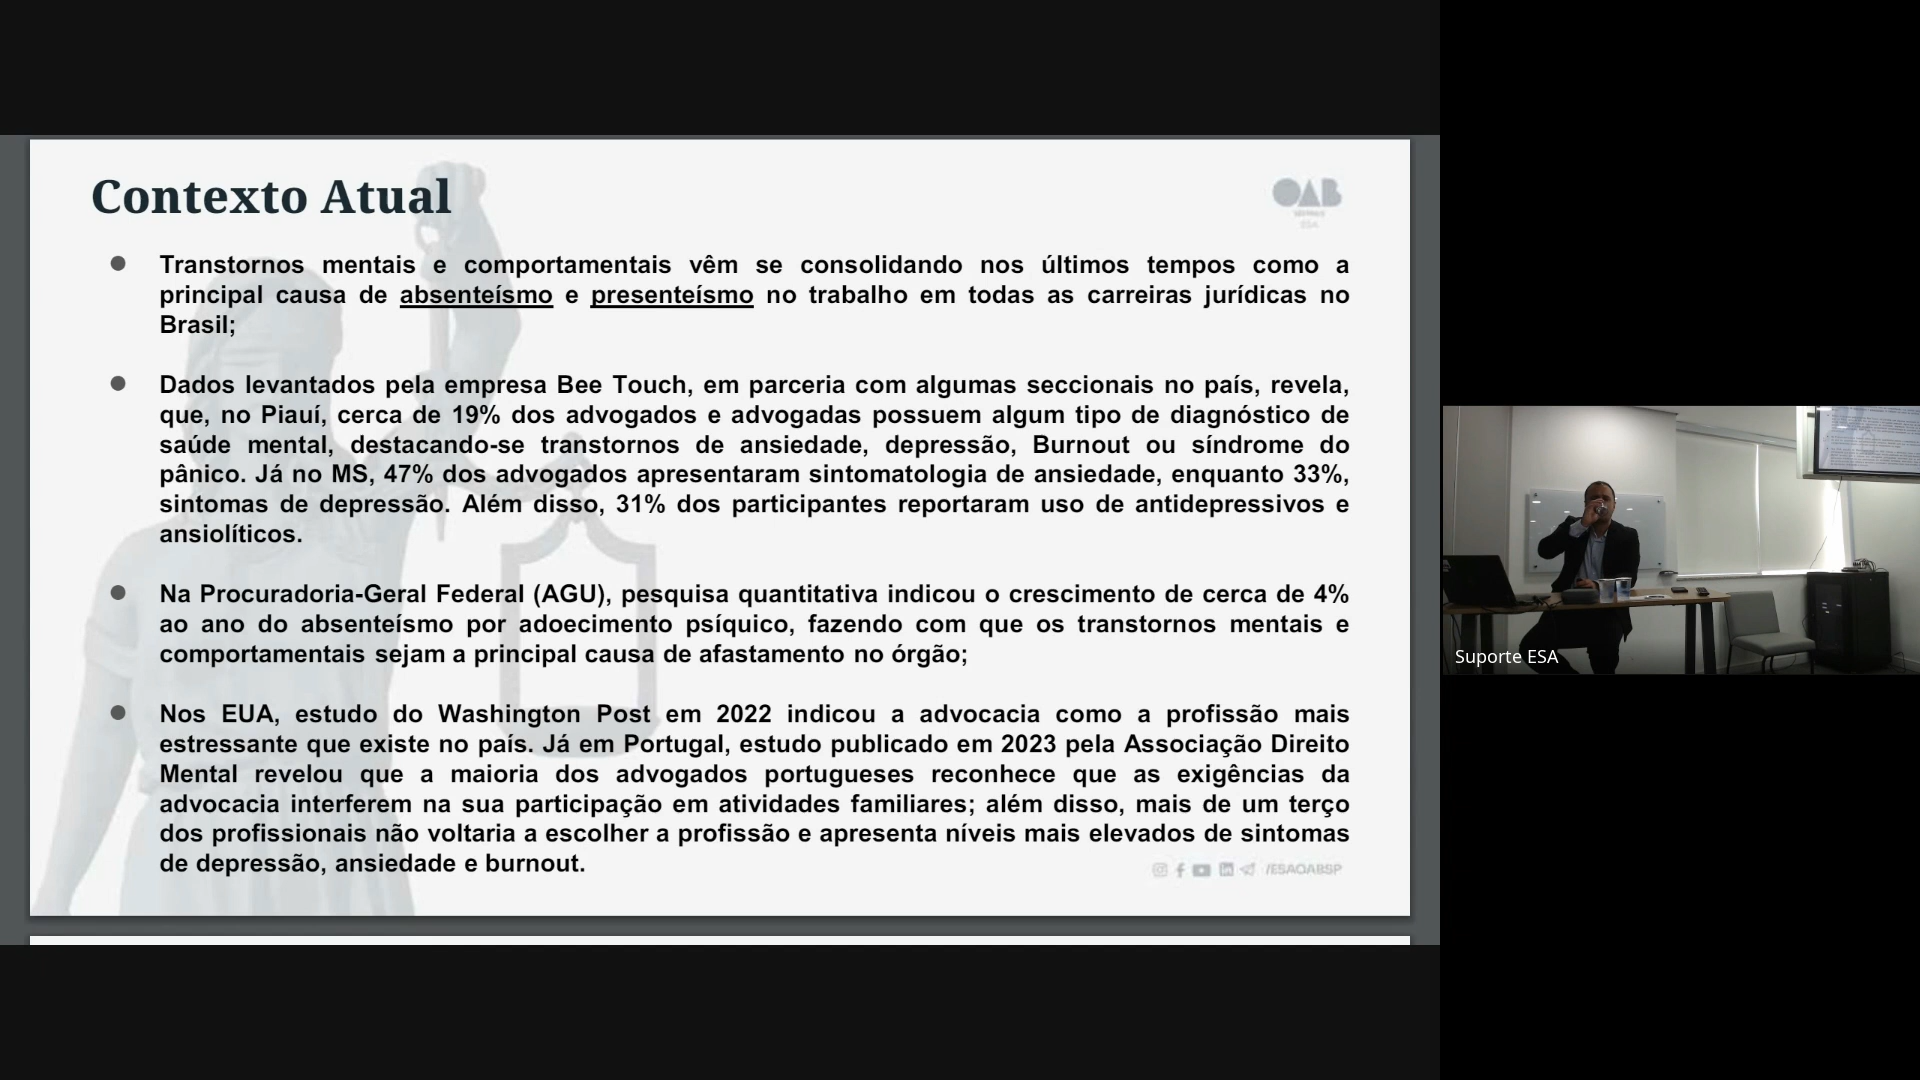 Contexto Atual
OAB
ESA
● Transtornos mentais e comportamentais vêm se consolidando nos últimos tempos como a
principal causa de absenteísmo e presenteísmo no trabalho em todas as carreiras jurídicas no
Brasil;
● Dados levantados pela empresa Bee Touch, em parceria com algumas seccionais no país, revela,
que, no Piauí, cerca de 19% dos advogados e advogadas possuem algum tipo de diagnóstico de
saúde mental, destacando-se transtornos de ansiedade, depressão, Burnout ou síndrome do
pânico. Já no MS, 47% dos advogados apresentaram sintomatologia de ansiedade, enquanto 33%,
sintomas de depressão. Além disso, 31% dos participantes reportaram uso de antidepressivos e
ansiolíticos.
● Na Procuradoria-Geral Federal (AGU), pesquisa quantitativa indicou o crescimento de cerca de 4%
ao ano do absenteísmo por adoecimento psíquico, fazendo com que os transtornos mentais e
comportamentais sejam a principal causa de afastamento no órgão;
● Nos EUA, estudo do Washington Post em 2022 indicou a advocacia como a profissão mais
estressante que existe no país. Já em Portugal, estudo publicado em 2023 pela Associação Direito
Mental revelou que a maioria dos advogados portugueses reconhece que as exigências da
advocacia interferem na sua participação em atividades familiares; além disso, mais de um terço
dos profissionais não voltaria a escolher a profissão e apresenta níveis mais elevados de sintomas
de depressão, ansiedade e burnout.
/ESAOABSP
Suporte ESA